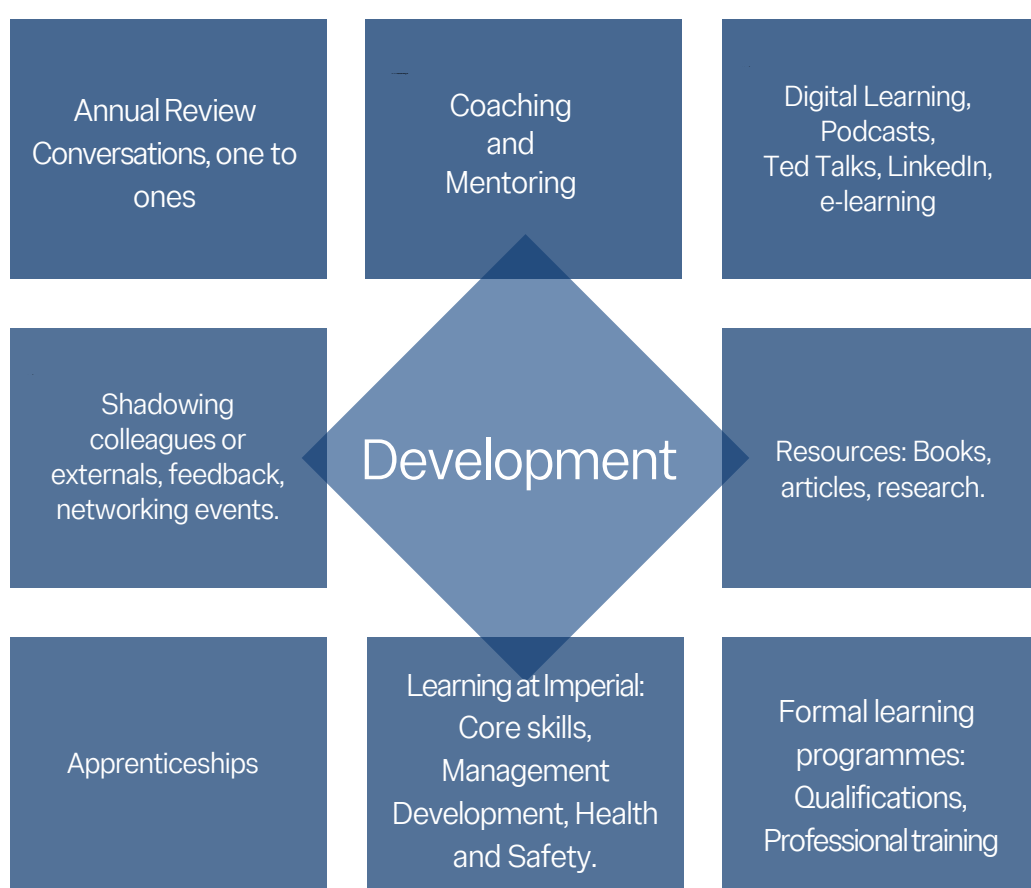 Annual Review
Conversations, one to
ones
Coaching
and
Mentoring
Digital Learning,
Podcasts,
Ted Talks, LinkedIn,
e-learning
Shadowing
colleagues or
externals, feedback,
networking events.
Development
Resources: Books,
articles, research.
Apprenticeships
Learning at Imperial:
Core skills,
Management
Development, Health
and Safety.
Formal learning
programmes:
Qualifications,
Professional training